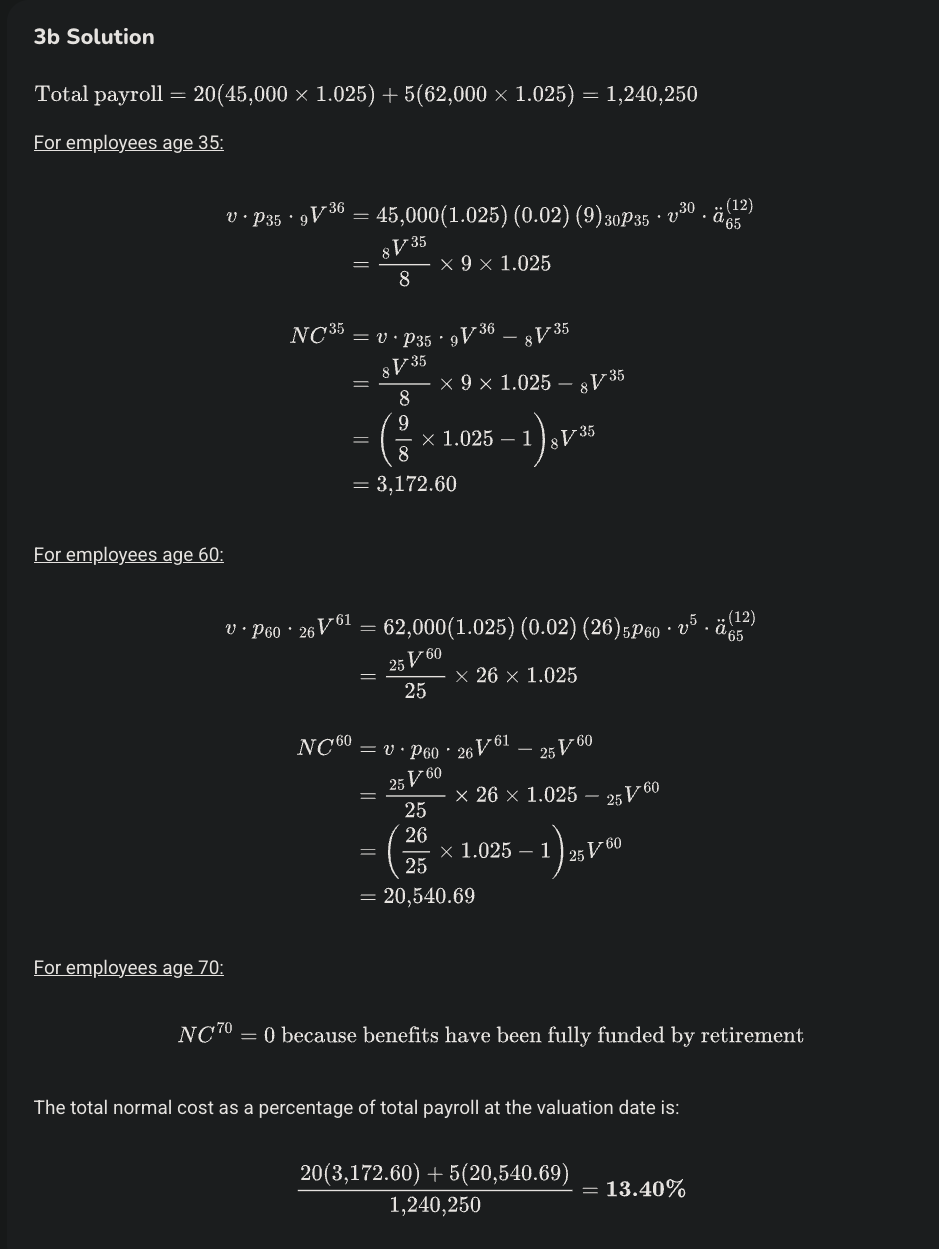 3b Solution
Total payroll = 20(45,000 × 1.025) + 5(62,000 × 1.025) = 1,240,250
For employees age 35:
v · p₃₅ · ₉V³⁶ = 45,000(1.025) (0.02) (9)₃₀p₃₅ · v³⁰ · ä₆₅⁽¹²⁾
= ₈V³⁵/8 × 9 × 1.025
NC³⁵ = v · p₃₅ · ₉V³⁶ − ₈V³⁵
= ₈V³⁵/8 × 9 × 1.025 − ₈V³⁵
= (9/8 × 1.025 − 1) ₈V³⁵
= 3,172.60
For employees age 60:
v · p₆₀ · ₂₆V⁶¹ = 62,000(1.025) (0.02) (26)₅p₆₀ · v⁵ · ä₆₅⁽¹²⁾
= ₂₅V⁶⁰/25 × 26 × 1.025
NC⁶⁰ = v · p₆₀ · ₂₆V⁶¹ − ₂₅V⁶⁰
= ₂₅V⁶⁰/25 × 26 × 1.025 − ₂₅V⁶⁰
= (26/25 × 1.025 − 1) ₂₅V⁶⁰
= 20,540.69
For employees age 70:
NC⁷⁰ = 0 because benefits have been fully funded by retirement
The total normal cost as a percentage of total payroll at the valuation date is:
20(3,172.60) + 5(20,540.69)/1,240,250 = 13.40%